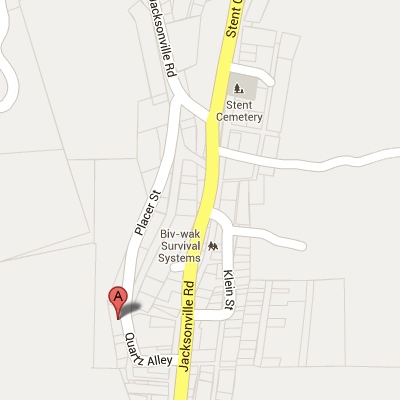 Jacksonville Rd
Stent C
Stent
Cemetery
Placer St
Biv-wak
Survival
Systems
Klein St
Jacksonville Rd
A
Quartz Alley